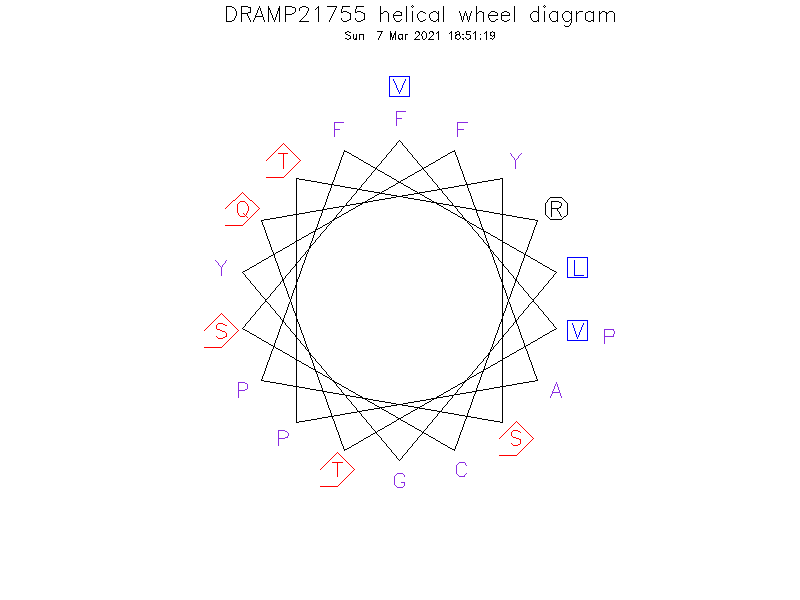 DRAMP21755 helical wheel diagram
Sun 7 Mar 2021 18:51:19
V
F
F F
T Y
Q R
Y L
S V P
P A
P S
T C
G